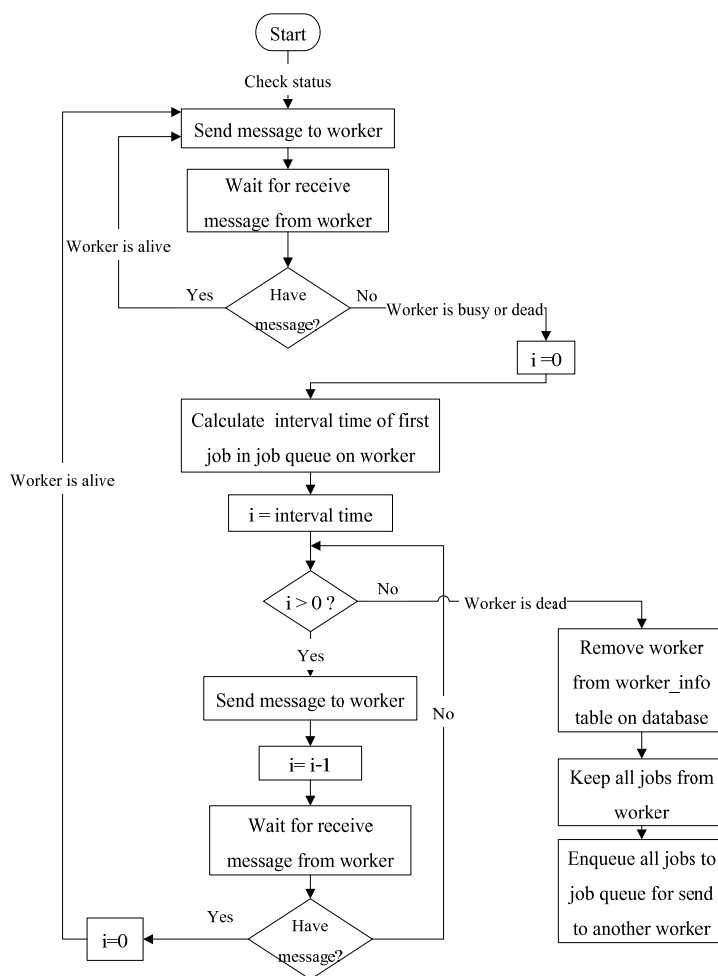 Start
Check status
Send message to worker
Wait for receive
message from worker
Worker is alive
Yes
Have
message?
No
Worker is busy or dead
i =0
Calculate interval time of first
job in job queue on worker
Worker is alive
i = interval time
i > 0 ?
No
Worker is dead
Yes
Remove worker
from worker_info
table on database
Send message to worker
No
i= i-1
Keep all jobs from
worker
Wait for receive
message from worker
Enqueue all jobs to
job queue for send
to another worker
i=0
Yes
Have
message?